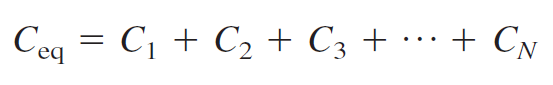 C_eq = C_1 + C_2 + C_3 + ··· + C_N